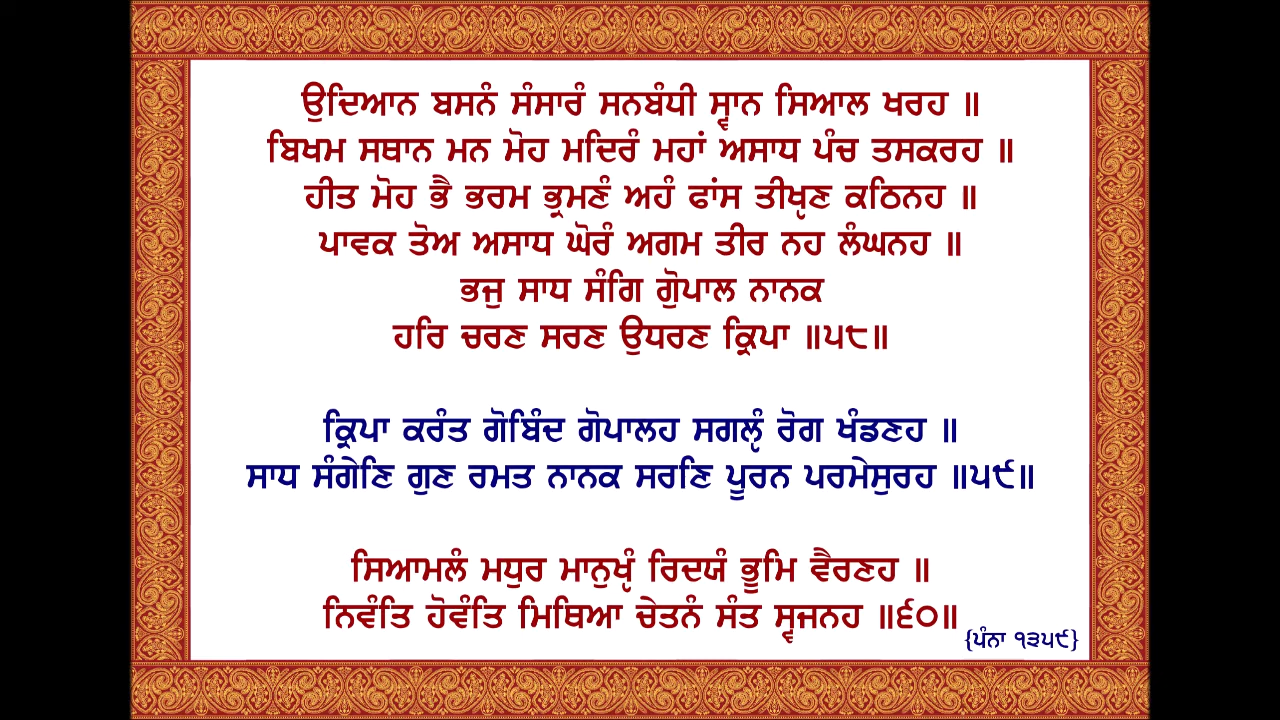 ਉਦਿਆਨ ਬਸਨੰ ਸੰਸਾਰੰ ਸਨਬੰਧੀ ਸ੍ਵਾਨ ਸਿਆਲ ਖਰਹ ॥
ਬਿਖਮ ਸਥਾਨ ਮਨ ਮੋਹ ਮਦਿਰੰ ਮਹਾਂ ਅਸਾਧ ਪੰਚ ਤਸਕਰਹ ॥
ਹੀਤ ਮੋਹ ਭੈ ਭਰਮ ਭ੍ਰਮਣੰ ਅਹੰ ਫਾਂਸ ਤੀਖੵਣ ਕਠਿਨਹ ॥
ਪਾਵਕ ਤੋਅ ਅਸਾਧ ਘੋਰੰ ਅਗਮ ਤੀਰ ਨਹ ਲੰਘਨਹ ॥
ਭਜੁ ਸਾਧ ਸੰਗਿ ਗੋੁਪਾਲ ਨਾਨਕ
ਹਰਿ ਚਰਣ ਸਰਣ ਉਧਰਣ ਕ੍ਰਿਪਾ ॥੫੮॥
ਕ੍ਰਿਪਾ ਕਰੰਤ ਗੋਬਿੰਦ ਗੋਪਾਲਹ ਸਗਲੵੰ ਰੋਗ ਖੰਡਣਹ ॥
ਸਾਧ ਸੰਗੇਣਿ ਗੁਣ ਰਮਤ ਨਾਨਕ ਸਰਣਿ ਪੂਰਨ ਪਰਮੇਸੁਰਹ ॥੫੯॥
ਸਿਆਮਲੰ ਮਧੁਰ ਮਾਨੁਖੵੰ ਰਿਦਯੰ ਭੂਮਿ ਵੈਰਣਹ ॥
ਨਿਵੰਤਿ ਹੋਵੰਤਿ ਮਿਥਿਆ ਚੇਤਨੰ ਸੰਤ ਸ੍ਵਜਨਹ ॥੬੦॥
{ਪੰਨਾ ੧੩੫੯}